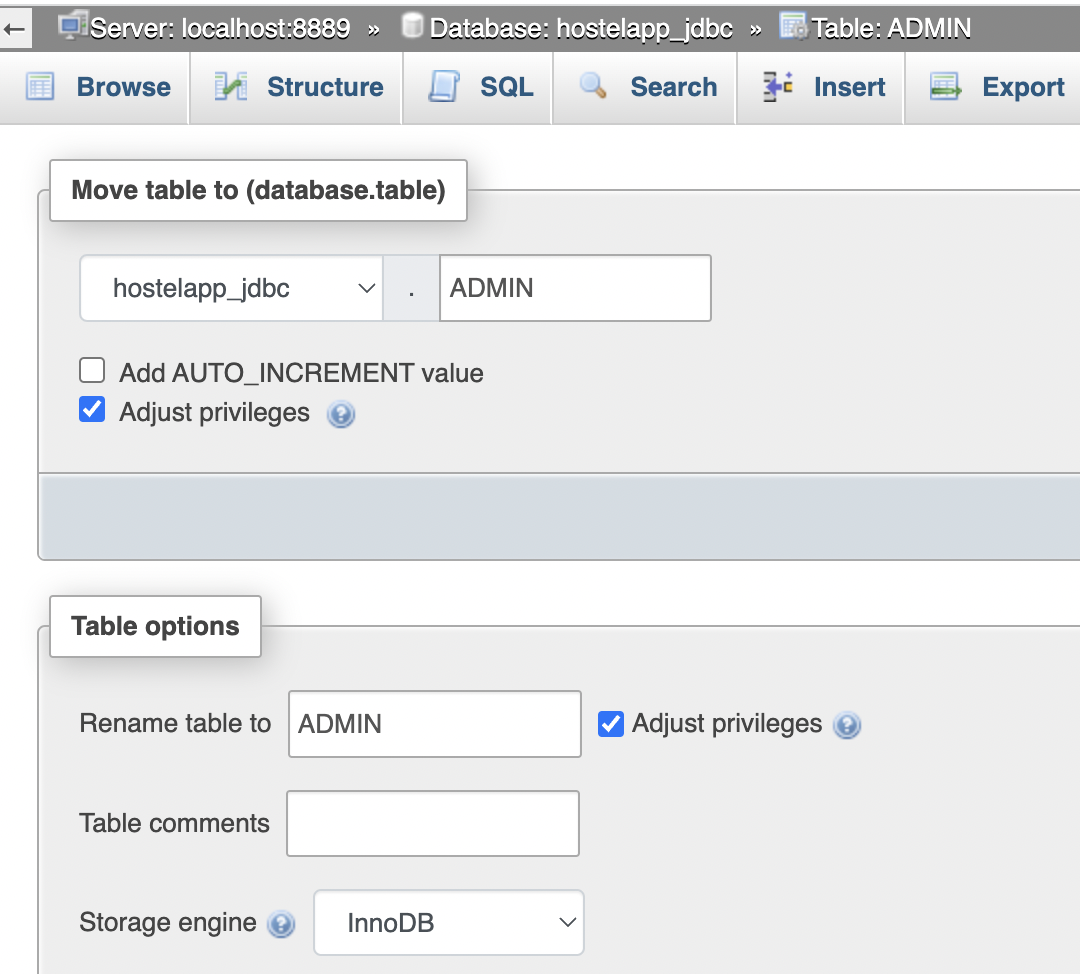 Server: localhost:8889 » Database: hostelapp_jdbc » Table: ADMIN
Browse Structure SQL Search Insert Export
Move table to (database.table)
hostelapp_jdbc . ADMIN
Add AUTO_INCREMENT value
Adjust privileges
Table options
Rename table to ADMIN Adjust privileges
Table comments
Storage engine InnoDB